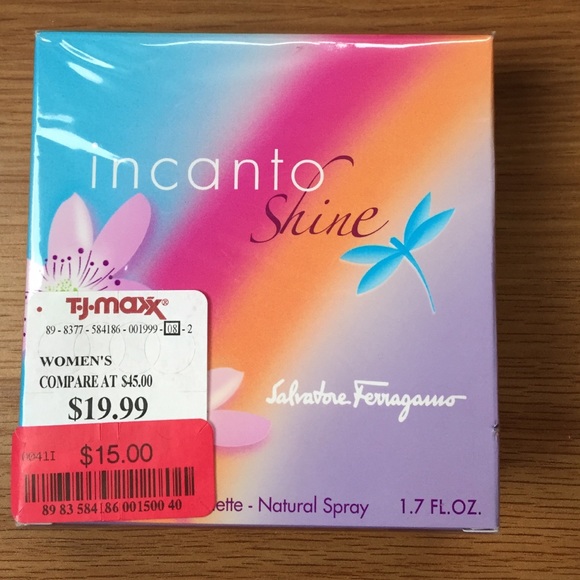 incanto
Shine
T·J·maxx®
89 - 8377 - 584186 - 001999 - 08 - 2
WOMEN'S
COMPARE AT $45.00
$19.99
Salvatore Ferragamo
$15.00
89 83 584186 001500 40
Natural Spray 1.7 FL.OZ.